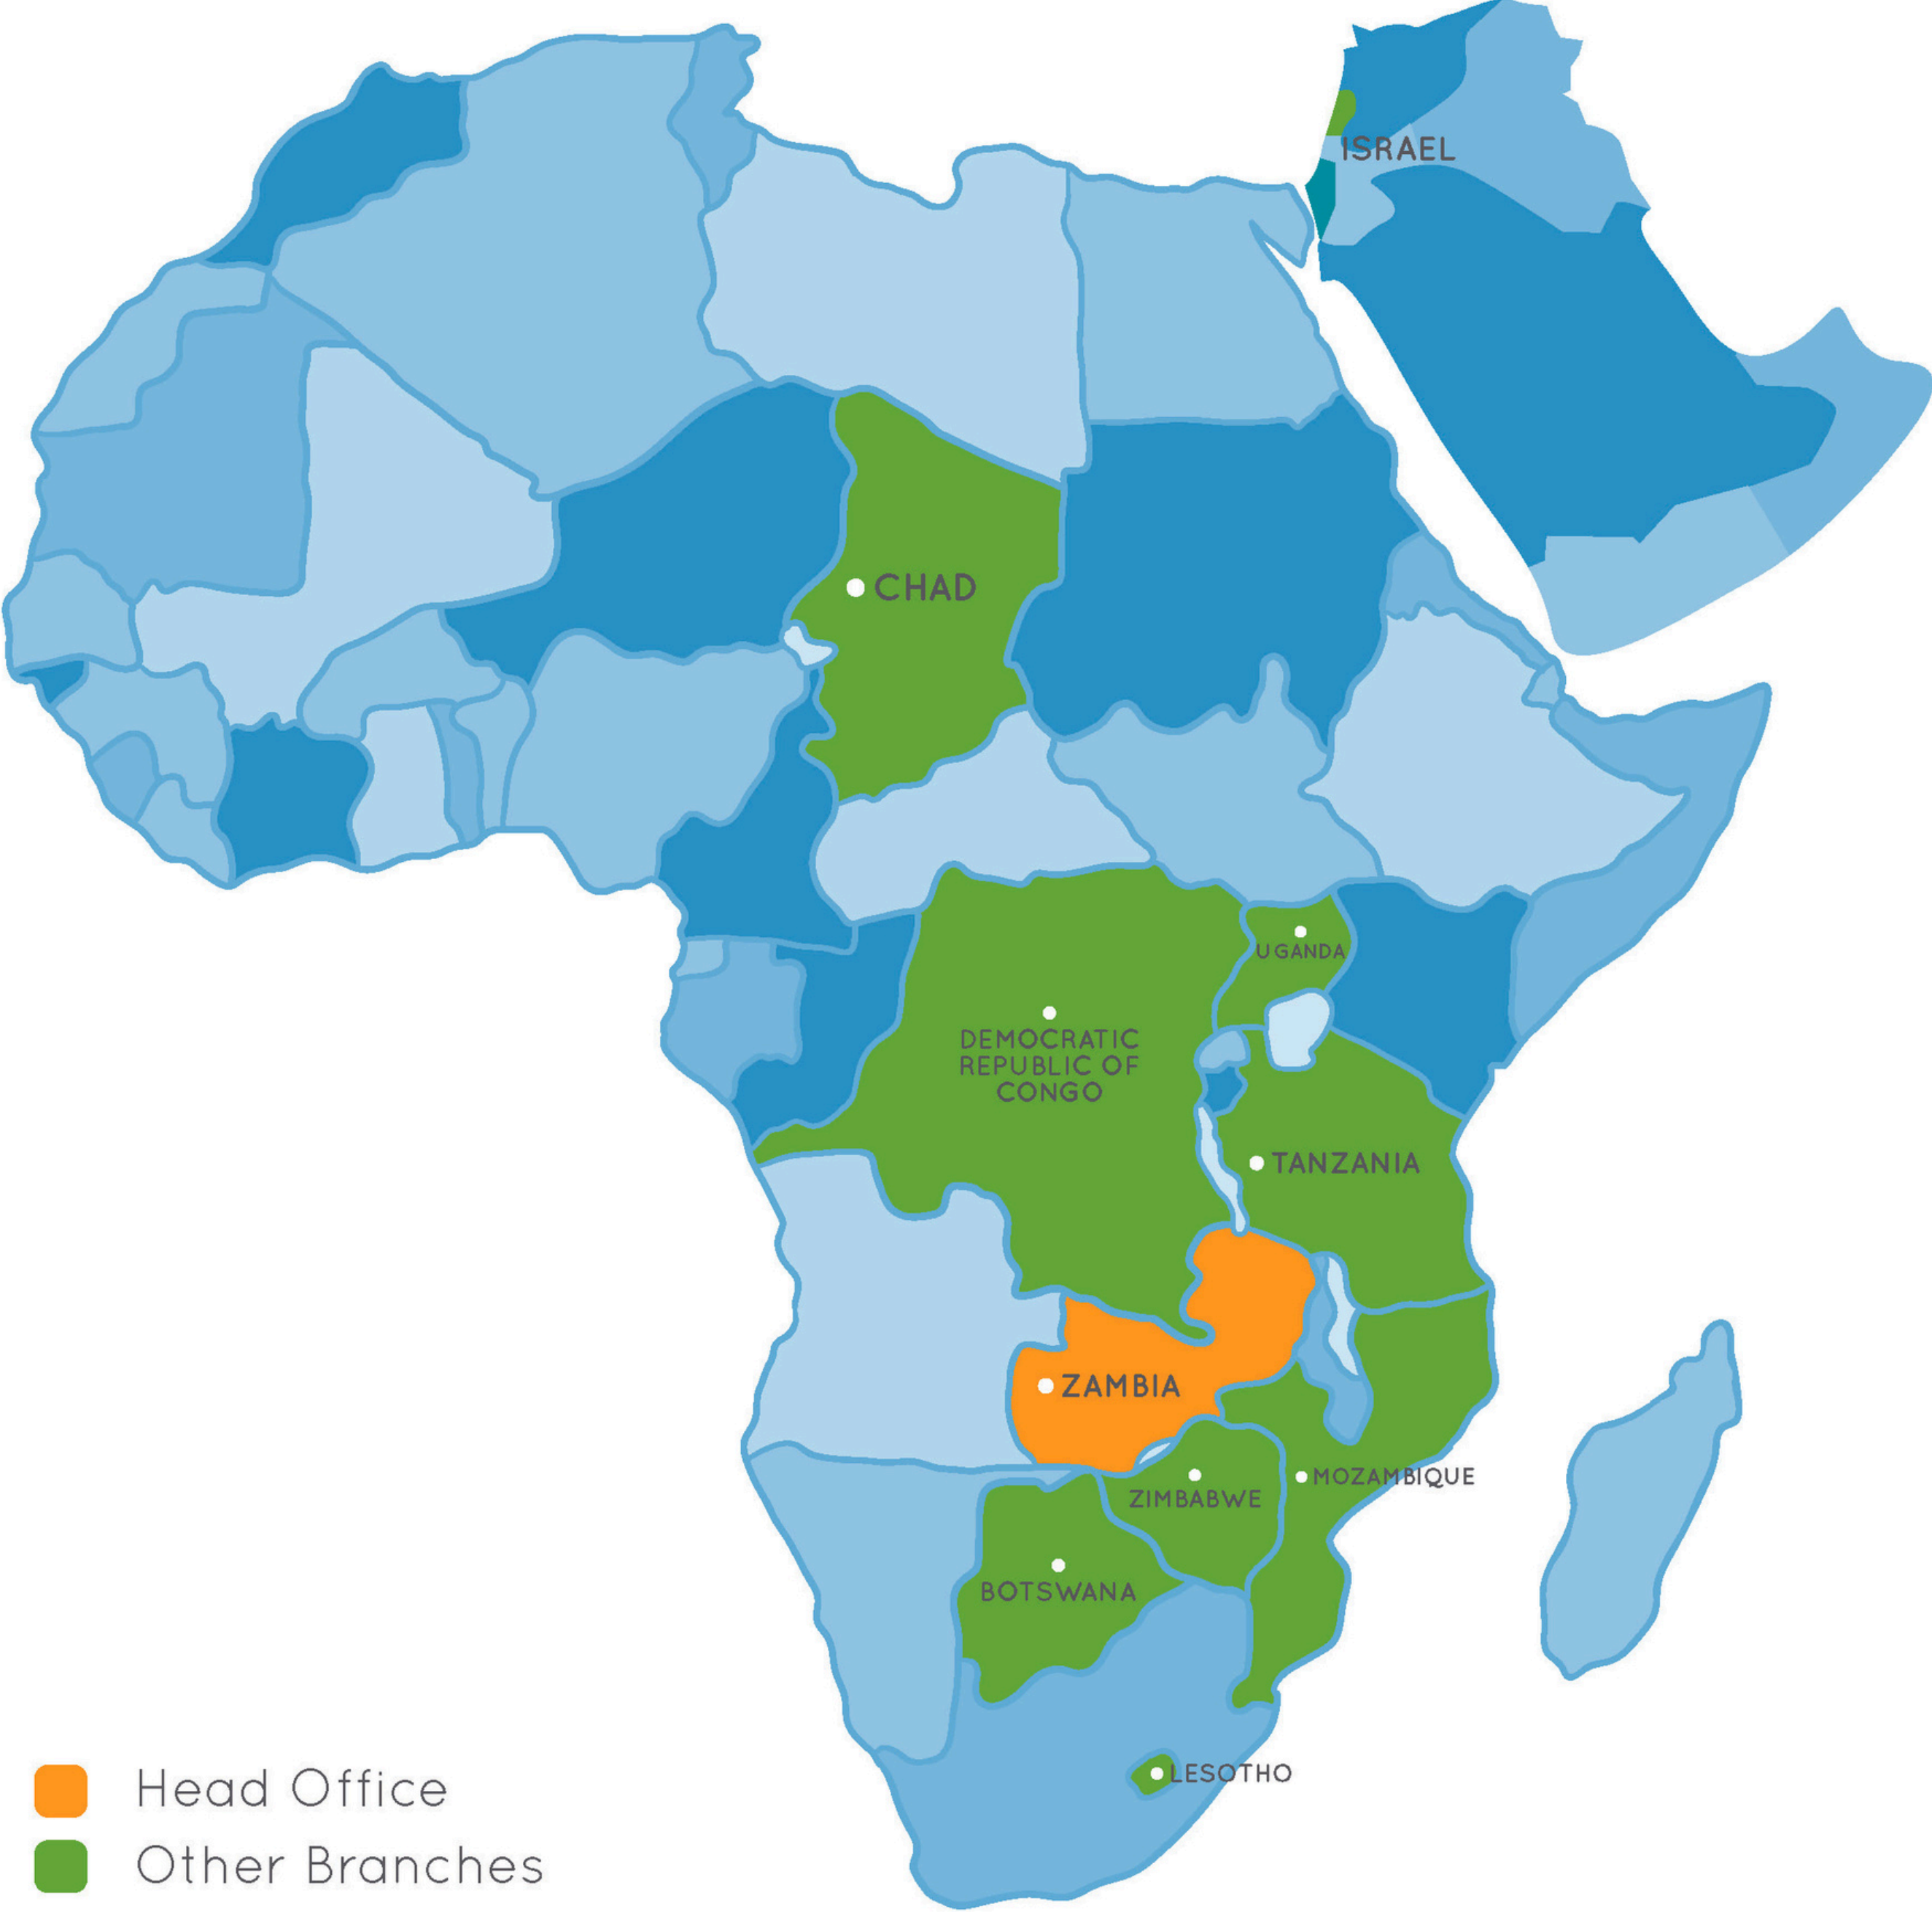 ISRAEL
CHAD
UGANDA
DEMOCRATIC
REPUBLIC OF
CONGO
TANZANIA
ZAMBIA
MOZAMBIQUE
ZIMBABWE
BOTSWANA
LESOTHO
Head Office
Other Branches